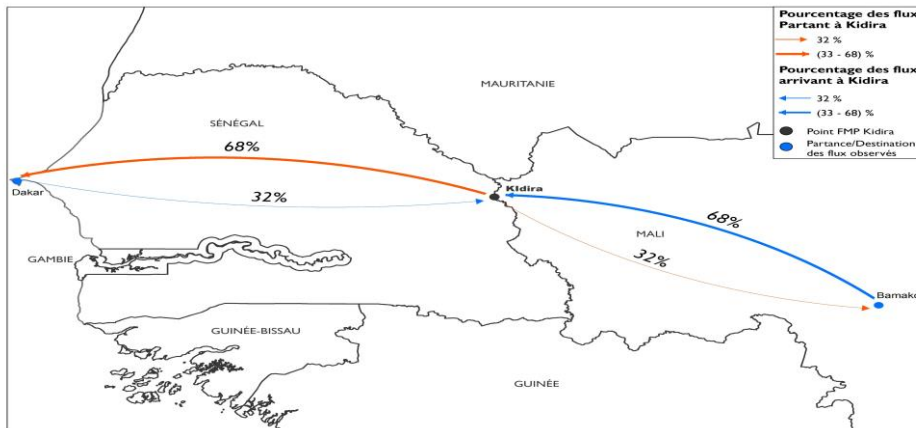 Pourcentage des flux
Partant à Kidira
32 %
(33 - 68) %
Pourcentage des flux
arrivant à Kidira
32 %
(33 - 68) %
Point FMP Kidira
Partance/Destination
des flux observés
MAURITANIE
SÉNÉGAL
68%
Dakar
32%
KIdira
68%
MALI
32%
GAMBIE
Bamako
GUINÉE-BISSAU
GUINÉE